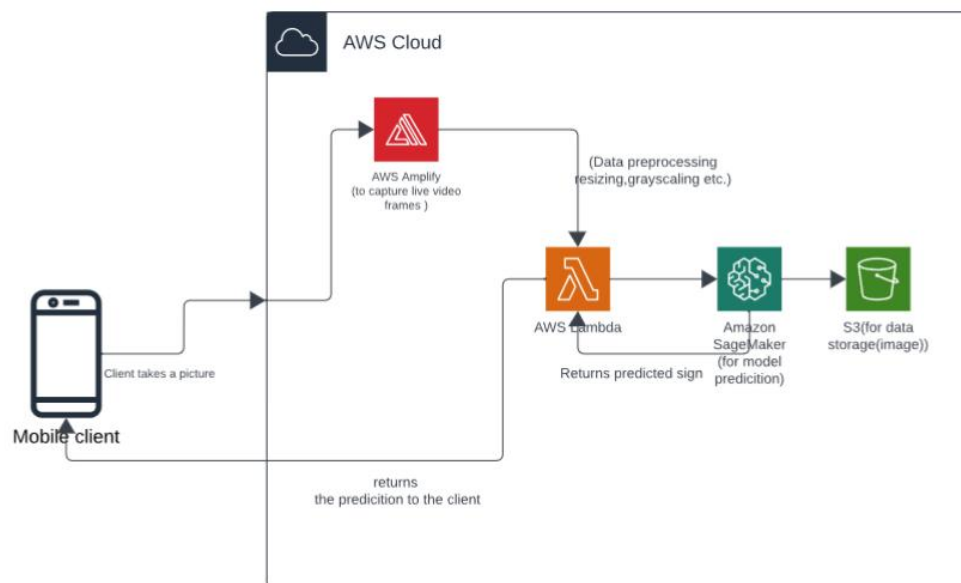 AWS Cloud
AWS Amplify
(to capture live video
frames )
(Data preprocessing
resizing,grayscaling etc.)
AWS Lambda
Amazon
SageMaker
(for model
predicition)
S3(for data
storage(image))
Client takes a picture
Returns predicted sign
Mobile client
returns
the predicition to the client